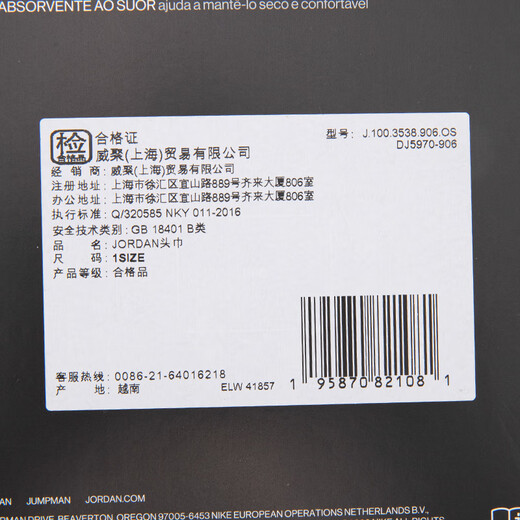 ABSORVENTE AO SUOR ajuda a mantê-lo seco e confortável
检
合格证
威聚(上海)贸易有限公司
型号: J.100.3538.906.OS
DJ5970-906
经 销 商: 威聚(上海)贸易有限公司
注册地址: 上海市徐汇区宜山路889号齐来大厦806室
办公地址: 上海市徐汇区宜山路889号齐来大厦806室
执行标准: Q/320585 NKY 011-2016
安全技术类别: GB 18401 B类
品 名: JORDAN头巾
尺 码: 1SIZE
产品等级: 合格品
客服热线: 0086-21-64016218
产 地: 越南
ELW 41857
1 95870 82108 1
JUMPMAN JORDAN.COM
DRIVE, BEAVERTON, OREGON 97005-6453 NIKE EUROPEAN OPERATIONS NETHERLANDS B.V.,